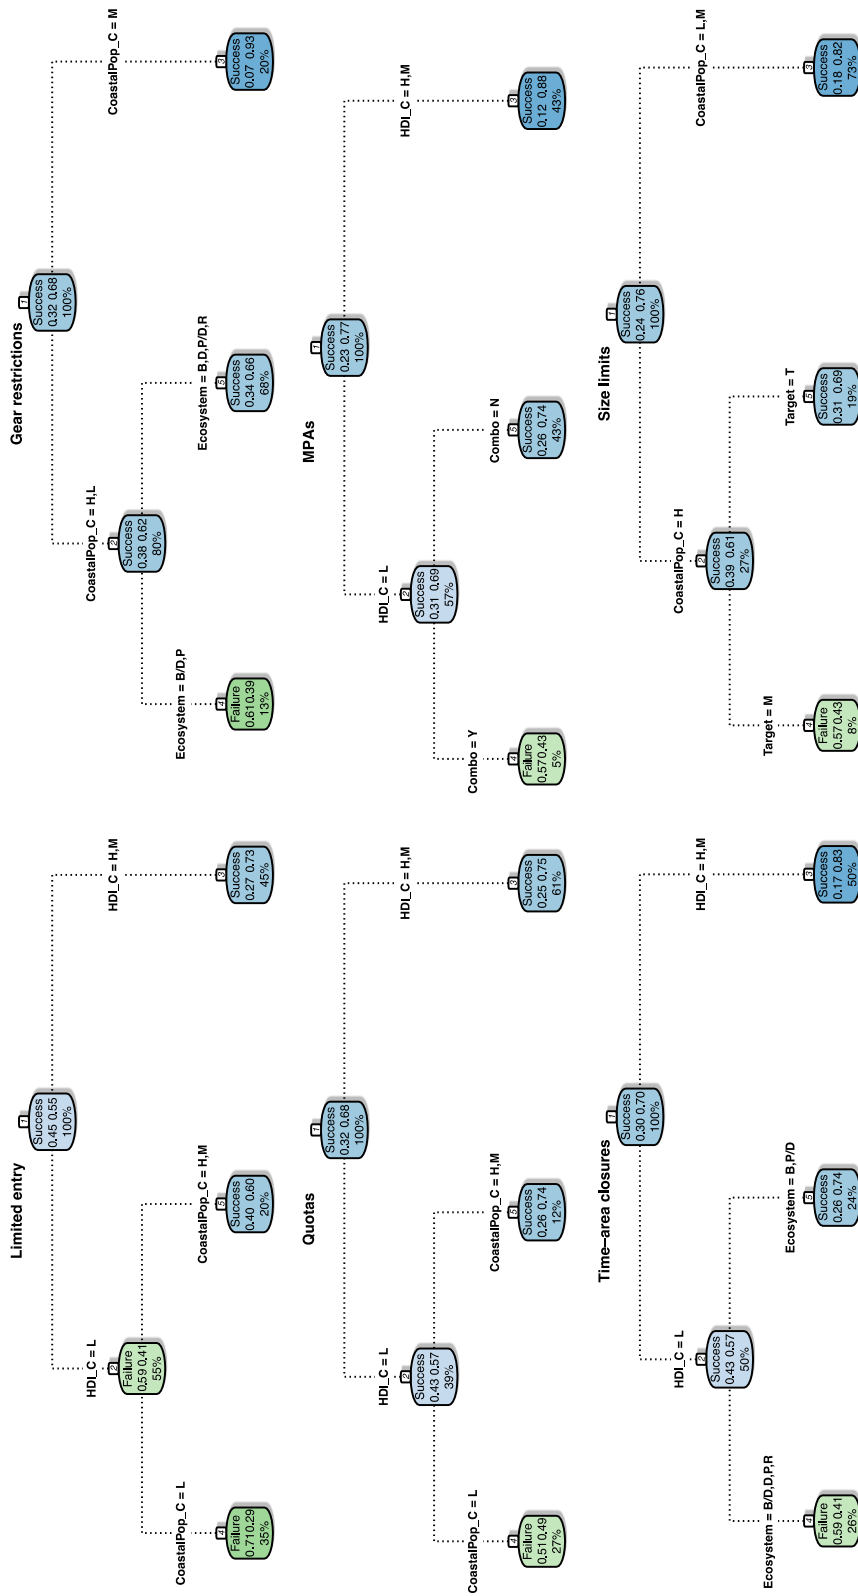 Limited entry
1
Success
0.45 0.55
100%
HDI_C = L
HDI_C = H,M
2
Failure
0.59 0.41
55%
CoastalPop_C = L
CoastalPop_C = H,M
4
Failure
0.71 0.29
35%
5
Success
0.40 0.60
20%
3
Success
0.27 0.73
45%
Gear restrictions
1
Success
0.32 0.68
100%
CoastalPop_C = H,L
CoastalPop_C = M
2
Success
0.38 0.62
80%
Ecosystem = B/D,P
Ecosystem = B,D,P/D,R
4
Failure
0.61 0.39
13%
5
Success
0.34 0.66
68%
3
Success
0.07 0.93
20%
Quotas
1
Success
0.32 0.68
100%
HDI_C = L
HDI_C = H,M
2
Success
0.43 0.57
39%
CoastalPop_C = L
CoastalPop_C = H,M
4
Failure
0.51 0.49
27%
5
Success
0.26 0.74
12%
3
Success
0.25 0.75
61%
MPAs
1
Success
0.23 0.77
100%
HDI_C = L
HDI_C = H,M
2
Success
0.31 0.69
57%
Combo = Y
Combo = N
4
Failure
0.57 0.43
5%
5
Success
0.26 0.74
43%
3
Success
0.12 0.88
43%
Time–area closures
1
Success
0.30 0.70
100%
HDI_C = L
HDI_C = H,M
2
Success
0.43 0.57
50%
Ecosystem = B/D,D,P,R
Ecosystem = B,P/D
4
Failure
0.59 0.41
26%
5
Success
0.26 0.74
24%
3
Success
0.17 0.83
50%
Size limits
1
Success
0.24 0.76
100%
CoastalPop_C = H
CoastalPop_C = L,M
2
Success
0.39 0.61
27%
Target = M
Target = T
4
Failure
0.57 0.43
8%
5
Success
0.31 0.69
19%
3
Success
0.18 0.82
73%